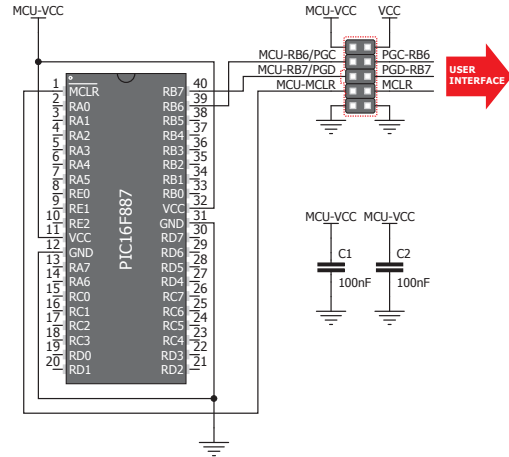 MCU-VCC
MCU-VCC VCC
MCU-RB6/PGC PGC-RB6
MCU-RB7/PGD PGD-RB7
MCU-MCLR MCLR
USER
INTERFACE
1 MCLR RB7 40
2 RA0 RB6 39
3 RA1 RB5 38
4 RA2 RB4 37
5 RA3 RB3 36
6 RA4 RB2 35
7 RA5 RB1 34
8 RE0 RB0 33
9 RE1 VCC 32
10 RE2 GND 31
11 VCC RD7 30
12 GND RD6 29
13 RA7 RD5 28
14 RA6 RD4 27
15 RC0 RC7 26
16 RC1 RC6 25
17 RC2 RC5 24
18 RC3 RC4 23
19 RD0 RD3 22
20 RD1 RD2 21
PIC16F887
MCU-VCC MCU-VCC
C1 C2
100nF 100nF